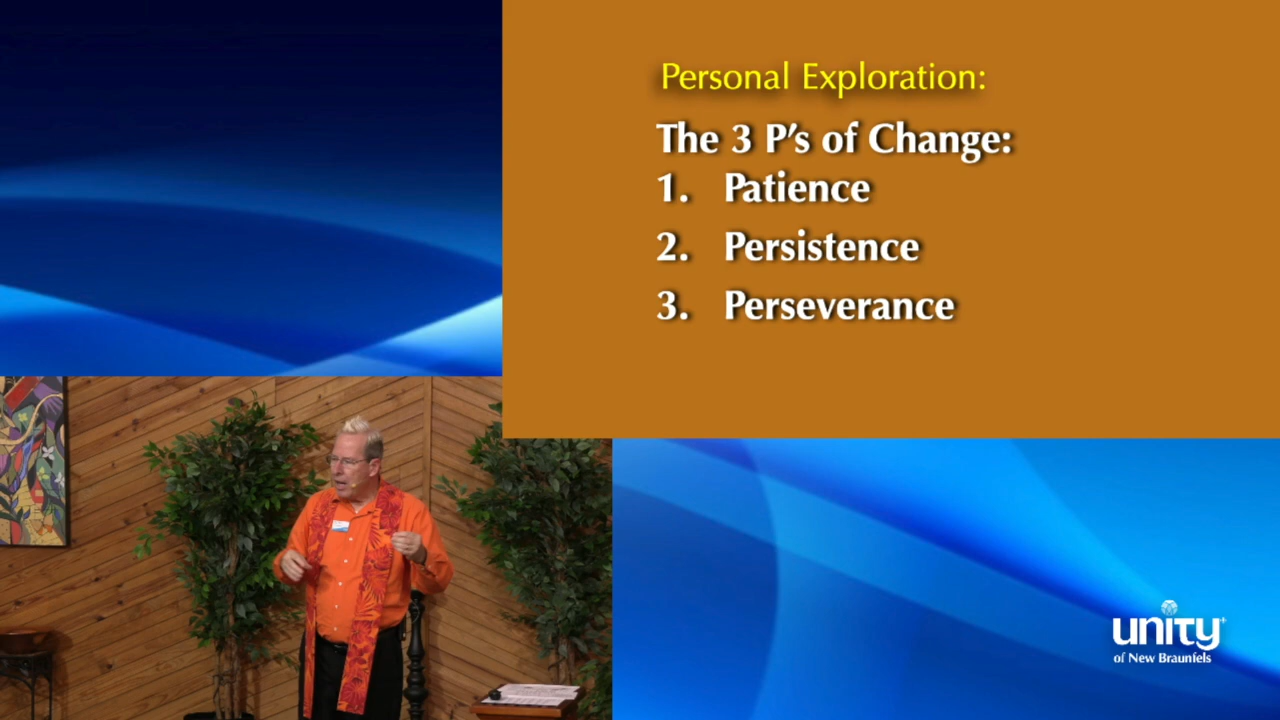 Personal Exploration:
The 3 P’s of Change:
1. Patience
2. Persistence
3. Perseverance
unity
of New Braunfels